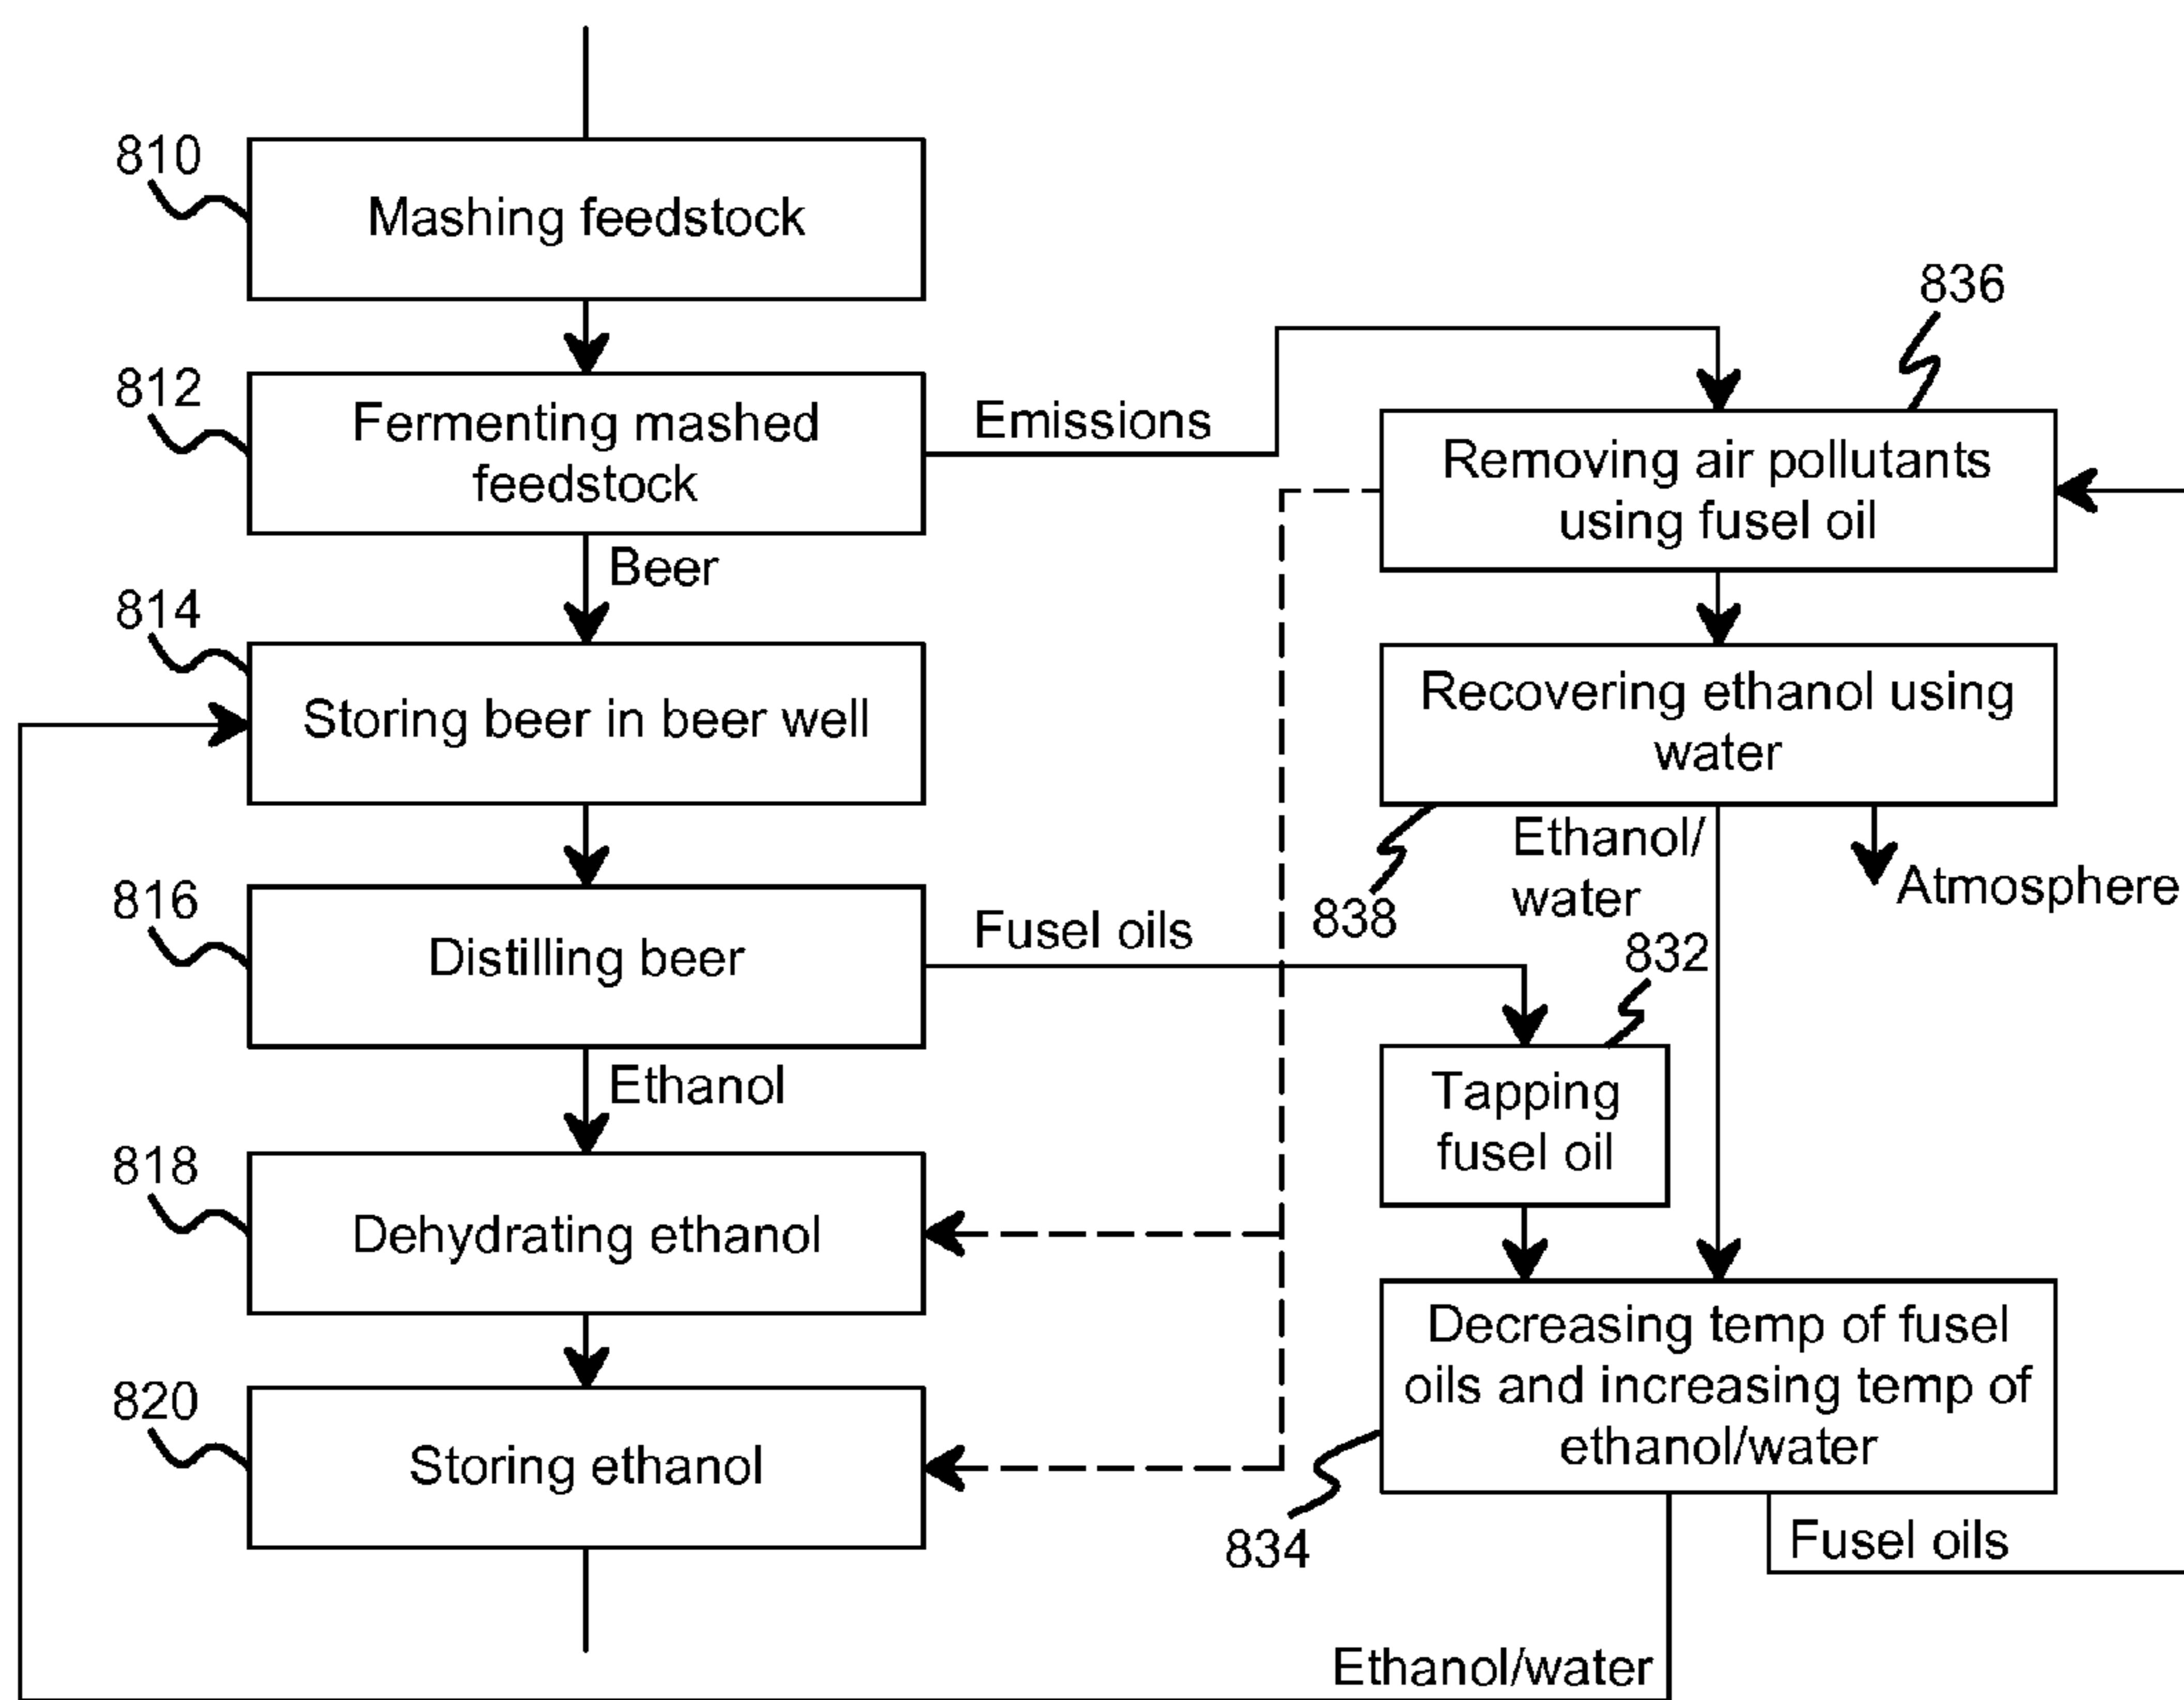 810
Mashing feedstock
812
Fermenting mashed
feedstock
Emissions
836
Removing air pollutants
using fusel oil
Beer
814
Storing beer in beer well
Recovering ethanol using
water
838
Ethanol/
water
Atmosphere
816
Distilling beer
Fusel oils
832
Tapping
fusel oil
Ethanol
818
Dehydrating ethanol
Decreasing temp of fusel
oils and increasing temp of
ethanol/water
834
820
Storing ethanol
Fusel oils
Ethanol/water